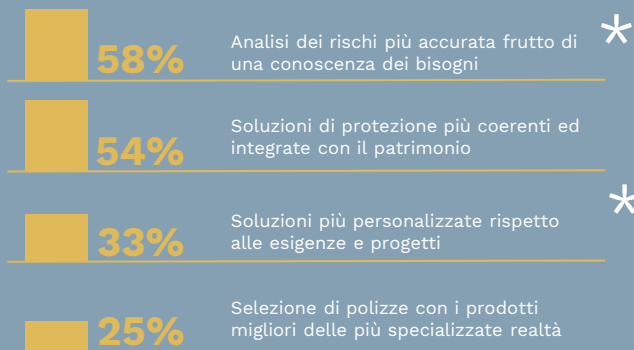 58%
Analisi dei rischi più accurata frutto di
una conoscenza dei bisogni
*
54%
Soluzioni di protezione più coerenti ed
integrate con il patrimonio
33%
Soluzioni più personalizzate rispetto
alle esigenze e progetti
*
25%
Selezione di polizze con i prodotti
migliori delle più specializzate realtà